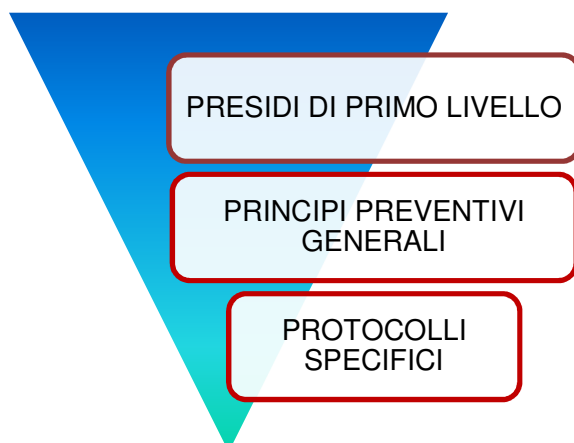 PRESIDI DI PRIMO LIVELLO
PRINCIPI PREVENTIVI
GENERALI
PROTOCOLLI
SPECIFICI